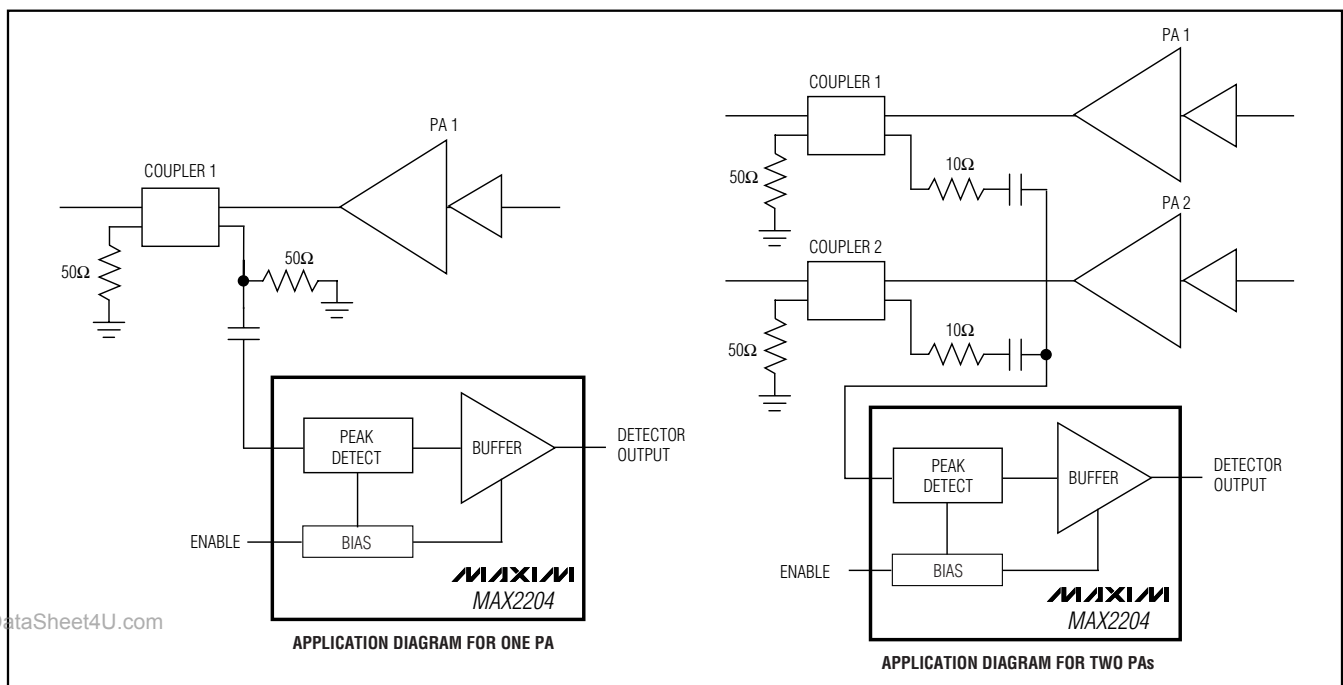 PA 1
COUPLER 1
50Ω
50Ω
PEAK
DETECT
BUFFER
DETECTOR
OUTPUT
ENABLE
BIAS
MAXIM
MAX2204
APPLICATION DIAGRAM FOR ONE PA
PA 1
COUPLER 1
10Ω
50Ω
PA 2
COUPLER 2
10Ω
50Ω
PEAK
DETECT
BUFFER
DETECTOR
OUTPUT
ENABLE
BIAS
MAXIM
MAX2204
APPLICATION DIAGRAM FOR TWO PAs
DataSheet4U.com